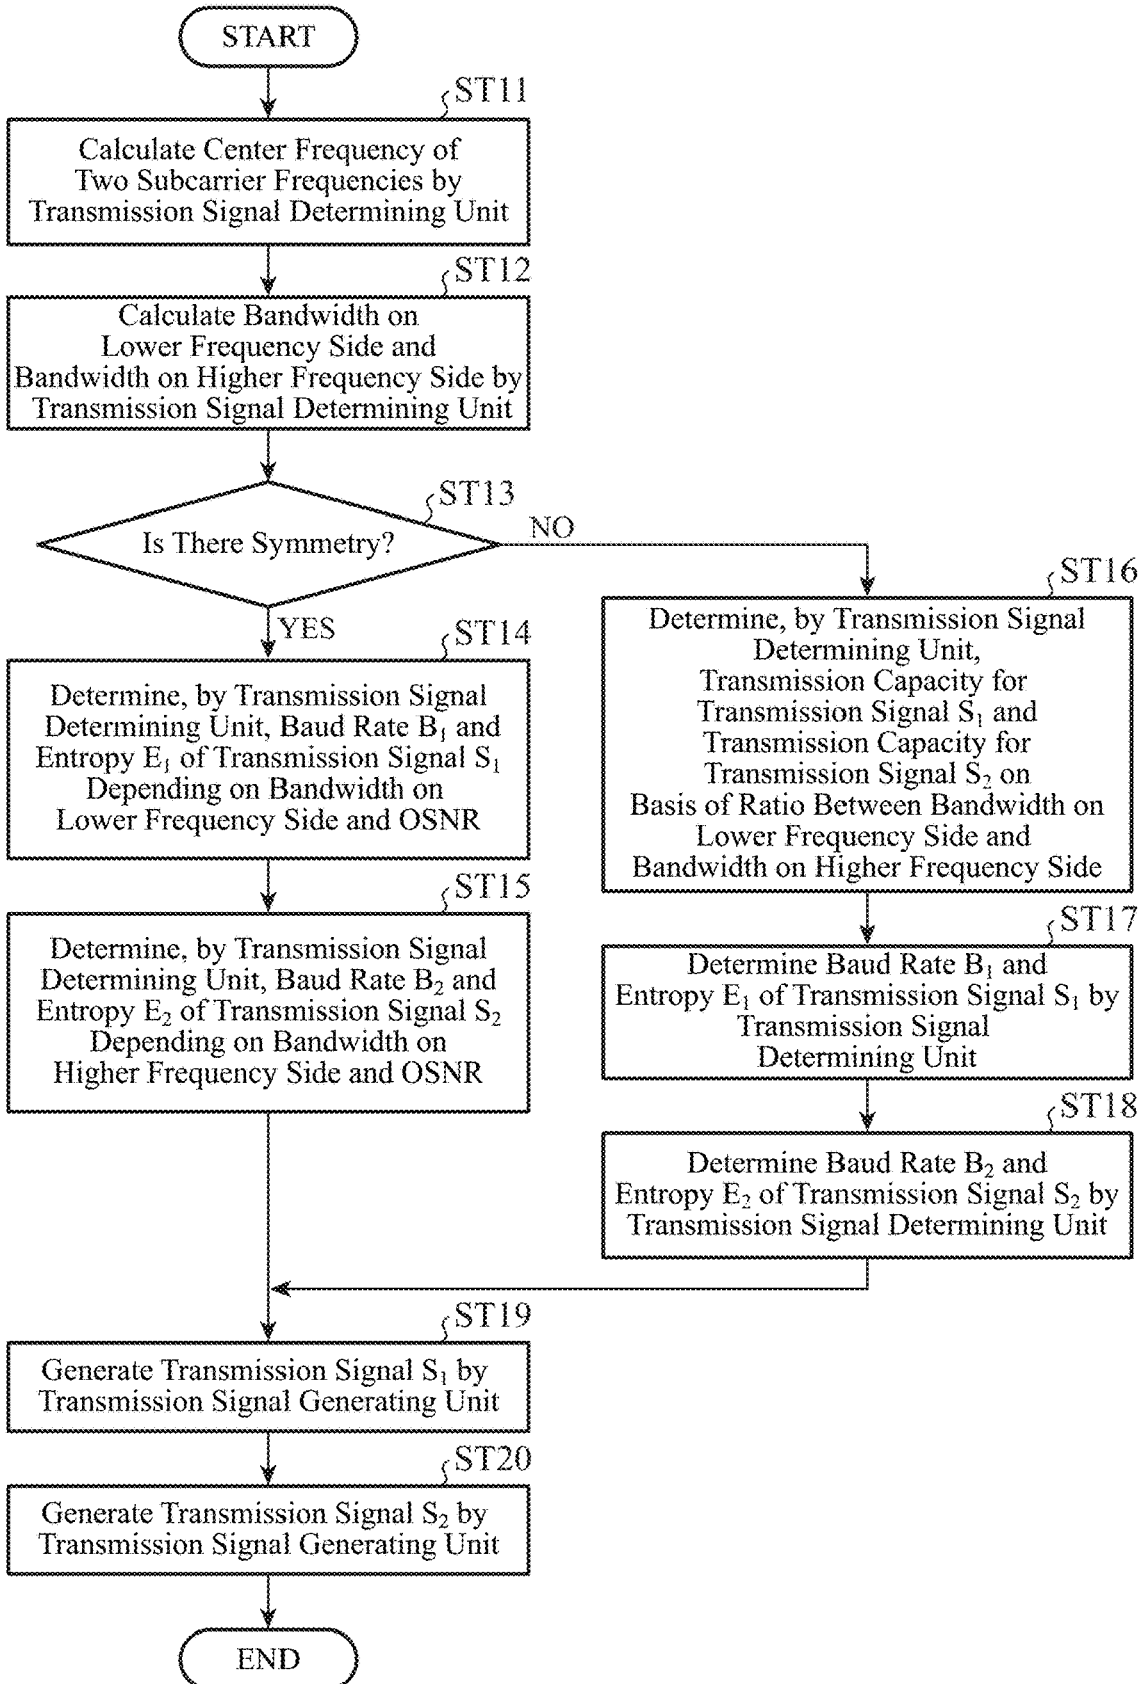 START
ST11
Calculate Center Frequency of
Two Subcarrier Frequencies by
Transmission Signal Determining Unit
ST12
Calculate Bandwidth on
Lower Frequency Side and
Bandwidth on Higher Frequency Side by
Transmission Signal Determining Unit
ST13
Is There Symmetry?
NO
YES
ST14
Determine, by Transmission Signal
Determining Unit, Baud Rate B₁ and
Entropy E₁ of Transmission Signal S₁
Depending on Bandwidth on
Lower Frequency Side and OSNR
ST15
Determine, by Transmission Signal
Determining Unit, Baud Rate B₂ and
Entropy E₂ of Transmission Signal S₂
Depending on Bandwidth on
Higher Frequency Side and OSNR
ST16
Determine, by Transmission Signal
Determining Unit,
Transmission Capacity for
Transmission Signal S₁ and
Transmission Capacity for
Transmission Signal S₂ on
Basis of Ratio Between Bandwidth on
Lower Frequency Side and
Bandwidth on Higher Frequency Side
ST17
Determine Baud Rate B₁ and
Entropy E₁ of Transmission Signal S₁ by
Transmission Signal
Determining Unit
ST18
Determine Baud Rate B₂ and
Entropy E₂ of Transmission Signal S₂ by
Transmission Signal Determining Unit
ST19
Generate Transmission Signal S₁ by
Transmission Signal Generating Unit
ST20
Generate Transmission Signal S₂ by
Transmission Signal Generating Unit
END